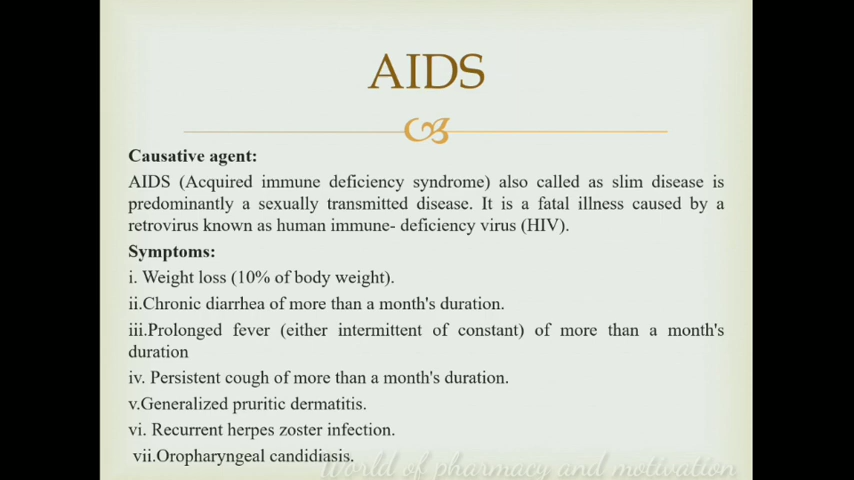 AIDS
Causative agent:
AIDS (Acquired immune deficiency syndrome) also called as slim disease is
predominantly a sexually transmitted disease. It is a fatal illness caused by a
retrovirus known as human immune- deficiency virus (HIV).
Symptoms:
i. Weight loss (10% of body weight).
ii.Chronic diarrhea of more than a month's duration.
iii.Prolonged fever (either intermittent of constant) of more than a month's
duration
iv. Persistent cough of more than a month's duration.
v.Generalized pruritic dermatitis.
vi. Recurrent herpes zoster infection.
vii.Oropharyngeal candidiasis.
World of pharmacy and motivation